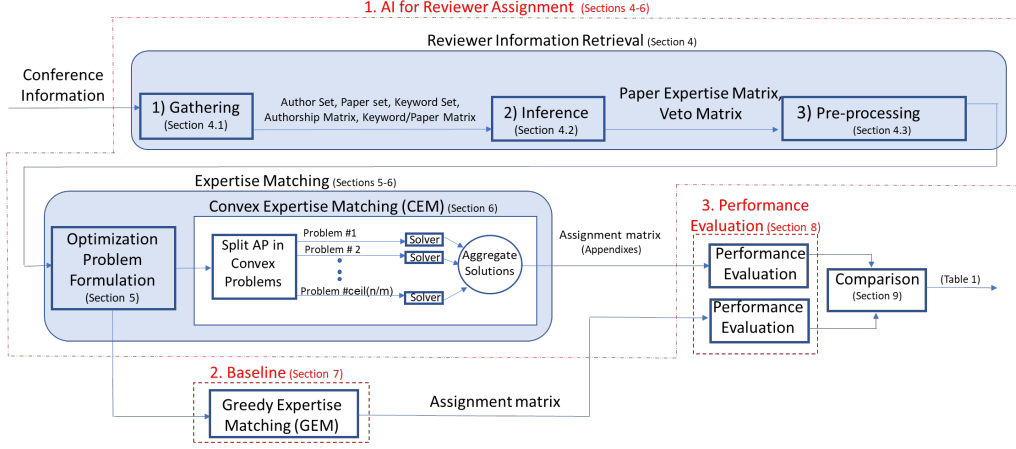 1. AI for Reviewer Assignment (Sections 4-6)
Reviewer Information Retrieval (Section 4)
Conference
Information
1) Gathering
(Section 4.1)
Author Set, Paper set, Keyword Set,
Authorship Matrix, Keyword/Paper Matrix
2) Inference
(Section 4.2)
Paper Expertise Matrix,
Veto Matrix
3) Pre-processing
(Section 4.3)
Expertise Matching (Sections 5-6)
Convex Expertise Matching (CEM) (Section 6)
Optimization
Problem
Formulation
(Section 5)
Split AP in
Convex
Problems
Problem #1
Problem # 2
Problem #ceil(n/m)
Solver
Solver
Solver
Aggregate
Solutions
Assignment matrix
(Appendixes)
3. Performance
Evaluation (Section 8)
Performance
Evaluation
Performance
Evaluation
Comparison
(Section 9)
(Table 1)
2. Baseline (Section 7)
Greedy Expertise
Matching (GEM)
Assignment matrix